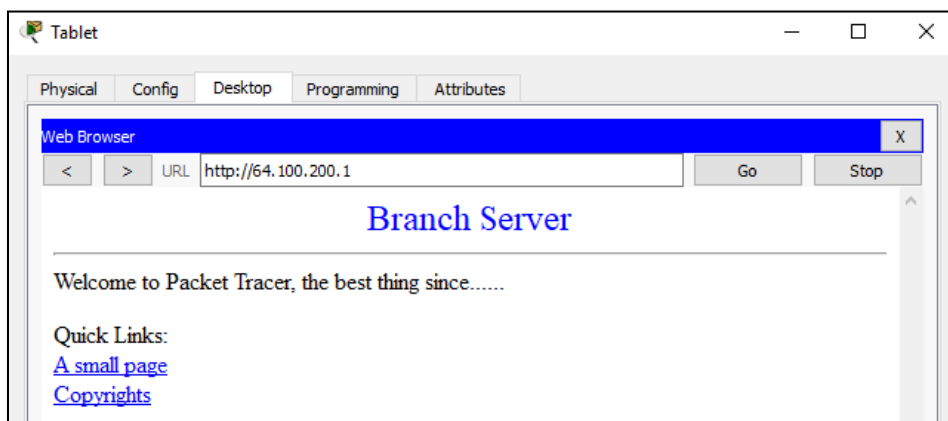 Tablet
Physical Config Desktop Programming Attributes
Web Browser X
< > URL http://64.100.200.1 Go Stop
Branch Server
Welcome to Packet Tracer, the best thing since......
Quick Links:
A small page
Copyrights